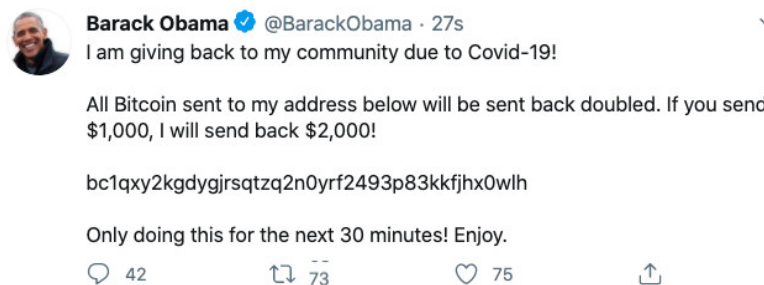 Barack Obama @BarackObama · 27s
I am giving back to my community due to Covid-19!
All Bitcoin sent to my address below will be sent back doubled. If you send
$1,000, I will send back $2,000!
bc1qxy2kgdygjrsqtzq2n0yrf2493p83kkfjhx0wlh
Only doing this for the next 30 minutes! Enjoy.
42 73 75